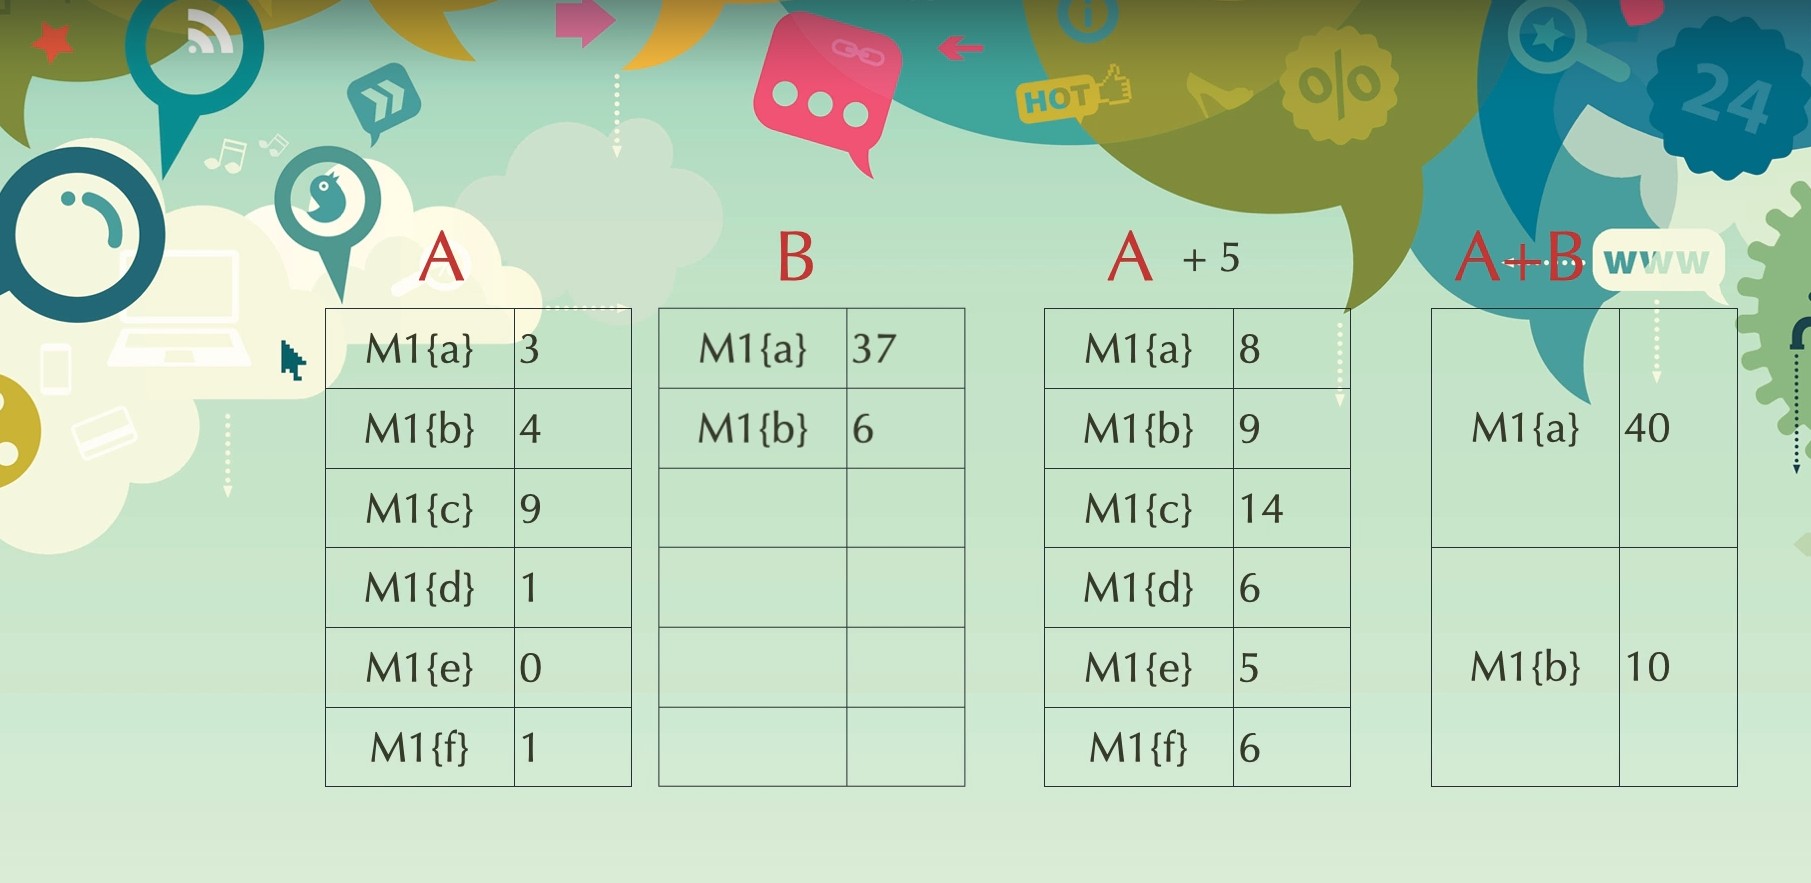 HOT
%
24
A
B
A + 5
A+B
www
M1{a} 3
M1{b} 4
M1{c} 9
M1{d} 1
M1{e} 0
M1{f} 1
M1{a} 37
M1{b} 6
M1{a} 8
M1{b} 9
M1{c} 14
M1{d} 6
M1{e} 5
M1{f} 6
M1{a} 40
M1{b} 10